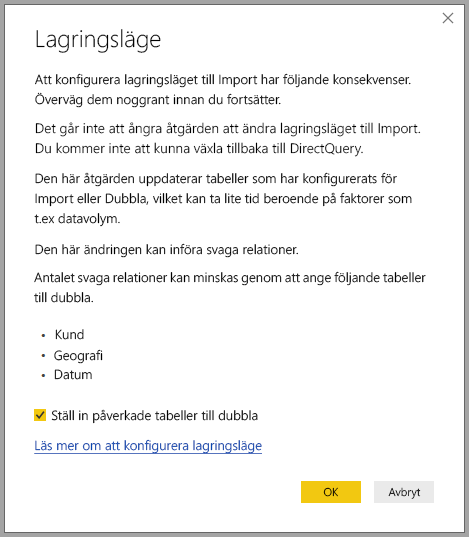 Lagringsläge
Att konfigurera lagringsläget till Import har följande konsekvenser.
Överväg dem noggrant innan du fortsätter.
Det går inte att ångra åtgärden att ändra lagringsläget till Import.
Du kommer inte att kunna växla tillbaka till DirectQuery.
Den här åtgärden uppdaterar tabeller som har konfigurerats för
Import eller Dubbla, vilket kan ta lite tid beroende på faktorer som
t.ex datavolym.
Den här ändringen kan införa svaga relationer.
Antalet svaga relationer kan minskas genom att ange följande tabeller
till dubbla.
• Kund
• Geografi
• Datum
Ställ in påverkade tabeller till dubbla
Läs mer om att konfigurera lagringsläge
OK
Avbryt